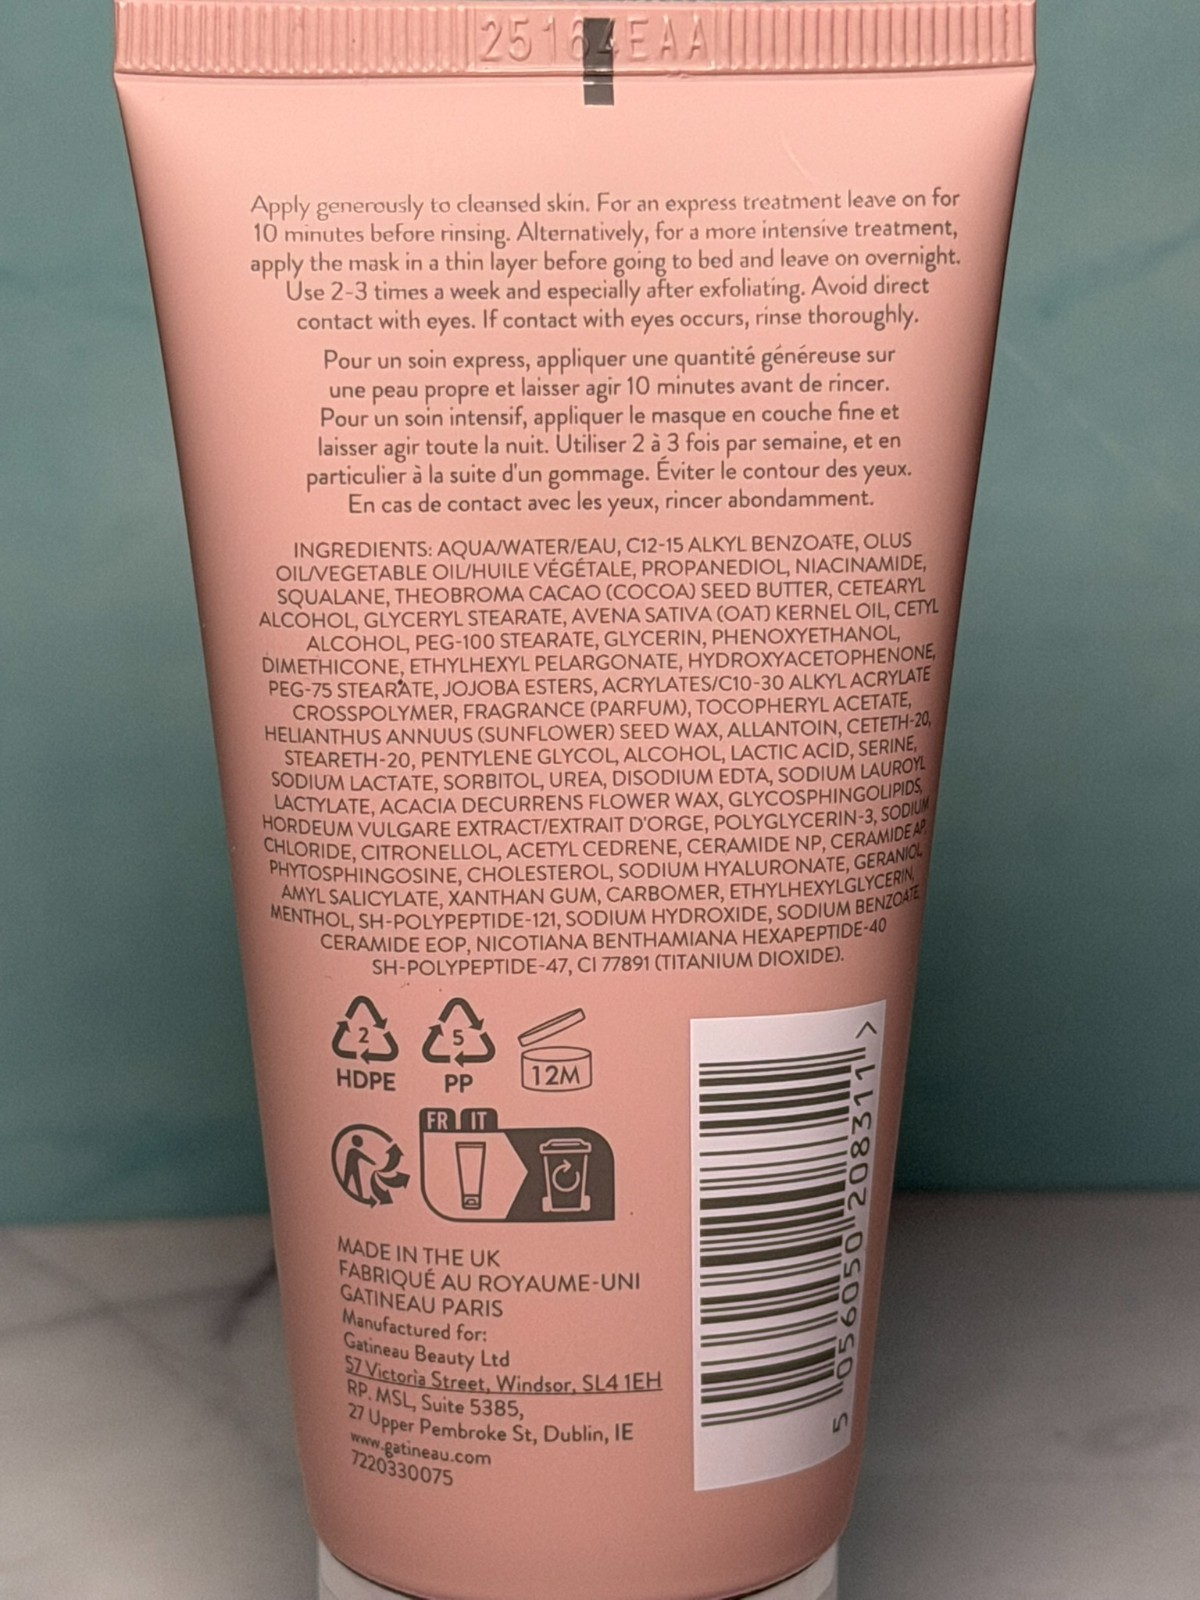 25164EAA
Apply generously to cleansed skin. For an express treatment leave on for
10 minutes before rinsing. Alternatively, for a more intensive treatment,
apply the mask in a thin layer before going to bed and leave on overnight.
Use 2-3 times a week and especially after exfoliating. Avoid direct
contact with eyes. If contact with eyes occurs, rinse thoroughly.
Pour un soin express, appliquer une quantité généreuse sur
une peau propre et laisser agir 10 minutes avant de rincer.
Pour un soin intensif, appliquer le masque en couche fine et
laisser agir toute la nuit. Utiliser 2 à 3 fois par semaine, et en
particulier à la suite d'un gommage. Éviter le contour des yeux.
En cas de contact avec les yeux, rincer abondamment.
INGREDIENTS: AQUA/WATER/EAU, C12-15 ALKYL BENZOATE, OLUS
OIL/VEGETABLE OIL/HUILE VÉGÉTALE, PROPANEDIOL, NIACINAMIDE,
SQUALANE, THEOBROMA CACAO (COCOA) SEED BUTTER, CETEARYL
ALCOHOL, GLYCERYL STEARATE, AVENA SATIVA (OAT) KERNEL OIL, CETYL
ALCOHOL, PEG-100 STEARATE, GLYCERIN, PHENOXYETHANOL,
DIMETHICONE, ETHYLHEXYL PELARGONATE, HYDROXYACETOPHENONE,
PEG-75 STEARATE, JOJOBA ESTERS, ACRYLATES/C10-30 ALKYL ACRYLATE
CROSSPOLYMER, FRAGRANCE (PARFUM), TOCOPHERYL ACETATE,
HELIANTHUS ANNUUS (SUNFLOWER) SEED WAX, ALLANTOIN, CETETH-20,
STEARETH-20, PENTYLENE GLYCOL, ALCOHOL, LACTIC ACID, SERINE,
SODIUM LACTATE, SORBITOL, UREA, DISODIUM EDTA, SODIUM LAUROYL
LACTYLATE, ACACIA DECURRENS FLOWER WAX, GLYCOSPHINGOLIPIDS,
HORDEUM VULGARE EXTRACT/EXTRAIT D'ORGE, POLYGLYCERIN-3, SODIUM
CHLORIDE, CITRONELLOL, ACETYL CEDRENE, CERAMIDE NP, CERAMIDE AP,
PHYTOSPHINGOSINE, CHOLESTEROL, SODIUM HYALURONATE, GERANIOL,
AMYL SALICYLATE, XANTHAN GUM, CARBOMER, ETHYLHEXYLGLYCERIN,
MENTHOL, SH-POLYPEPTIDE-121, SODIUM HYDROXIDE, SODIUM BENZOATE,
CERAMIDE EOP, NICOTIANA BENTHAMIANA HEXAPEPTIDE-40
SH-POLYPEPTIDE-47, CI 77891 (TITANIUM DIOXIDE).
2
HDPE
5
PP
12M
FR IT
MADE IN THE UK
FABRIQUÉ AU ROYAUME-UNI
GATINEAU PARIS
Manufactured for:
Gatineau Beauty Ltd
57 Victoria Street, Windsor, SL4 1EH
RP. MSL, Suite 5385,
27 Upper Pembroke St, Dublin, IE
www.gatineau.com
7220330075
5 056050 208311 >